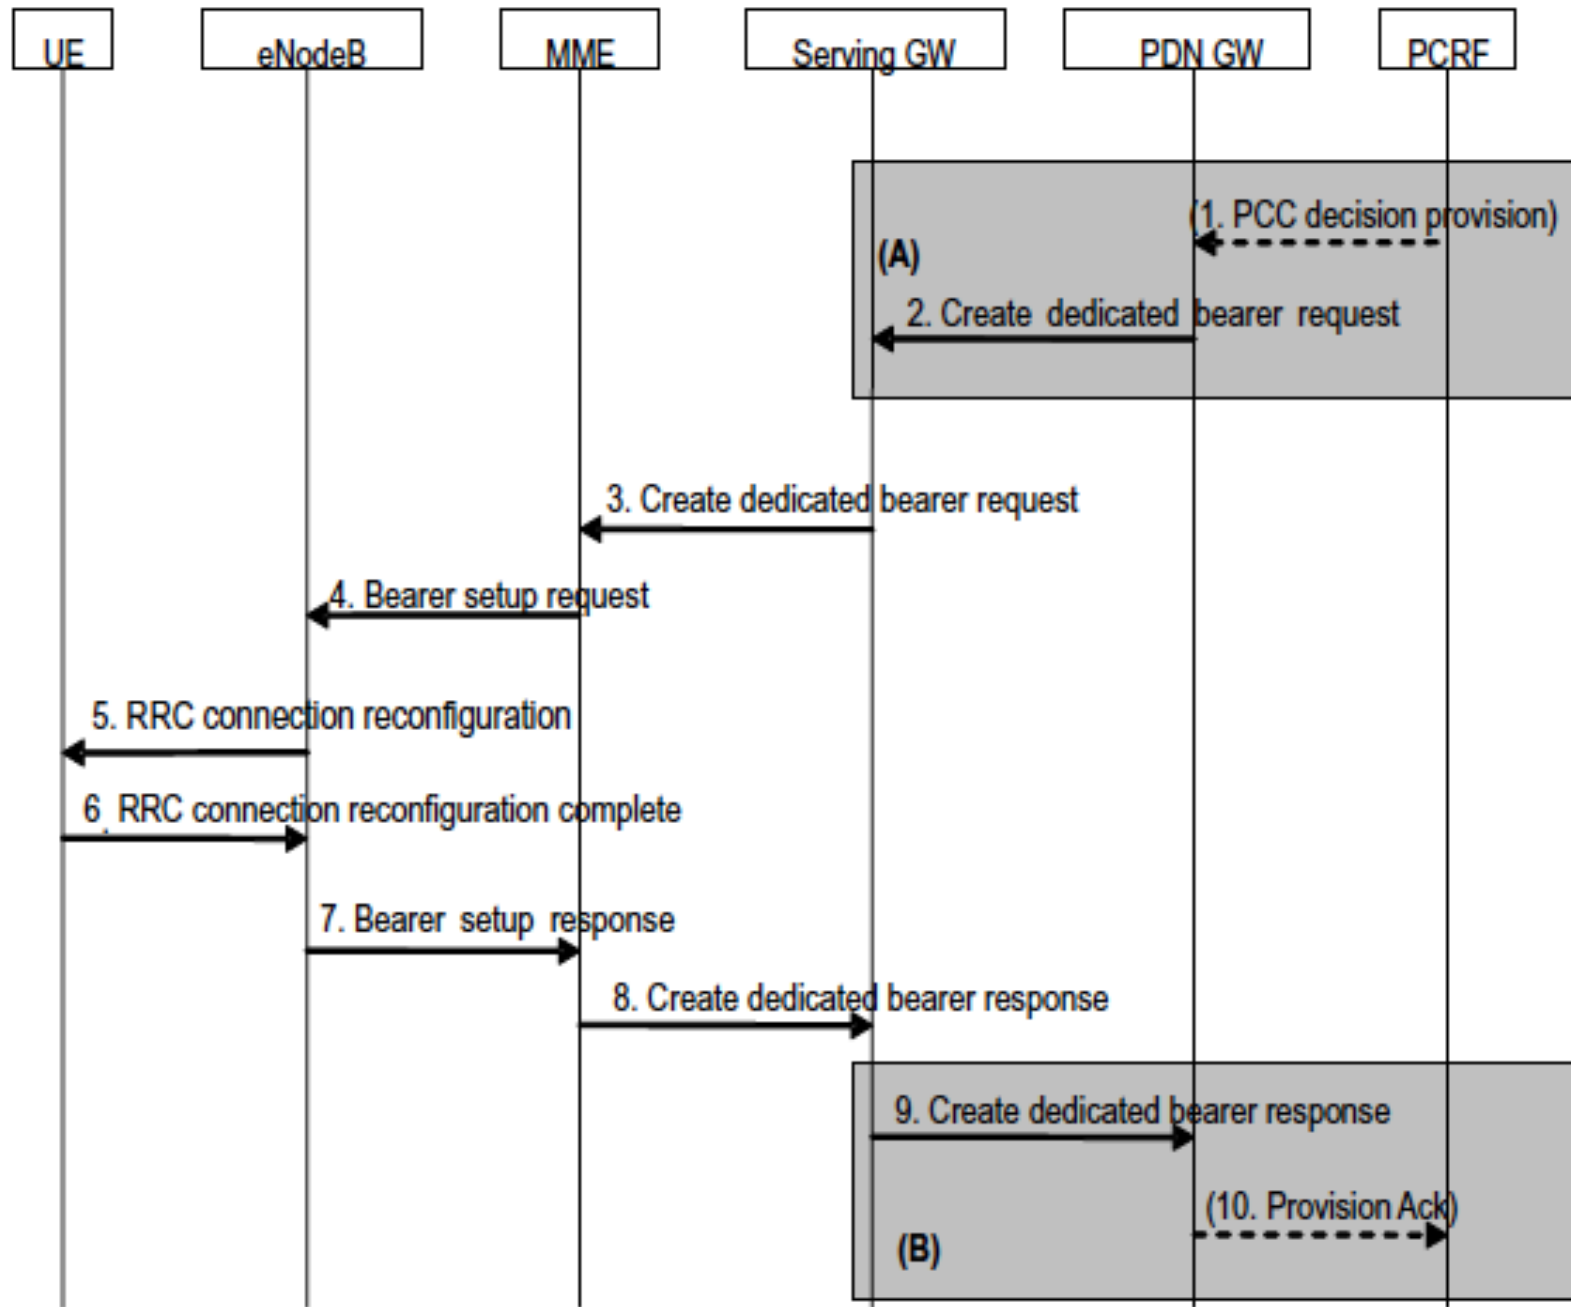 UE
eNodeB
MME
Serving GW
PDN GW
PCRF
(1. PCC decision provision)
(A)
2. Create dedicated bearer request
3. Create dedicated bearer request
4. Bearer setup request
5. RRC connection reconfiguration
6. RRC connection reconfiguration complete
7. Bearer setup response
8. Create dedicated bearer response
9. Create dedicated bearer response
(10. Provision Ack)
(B)